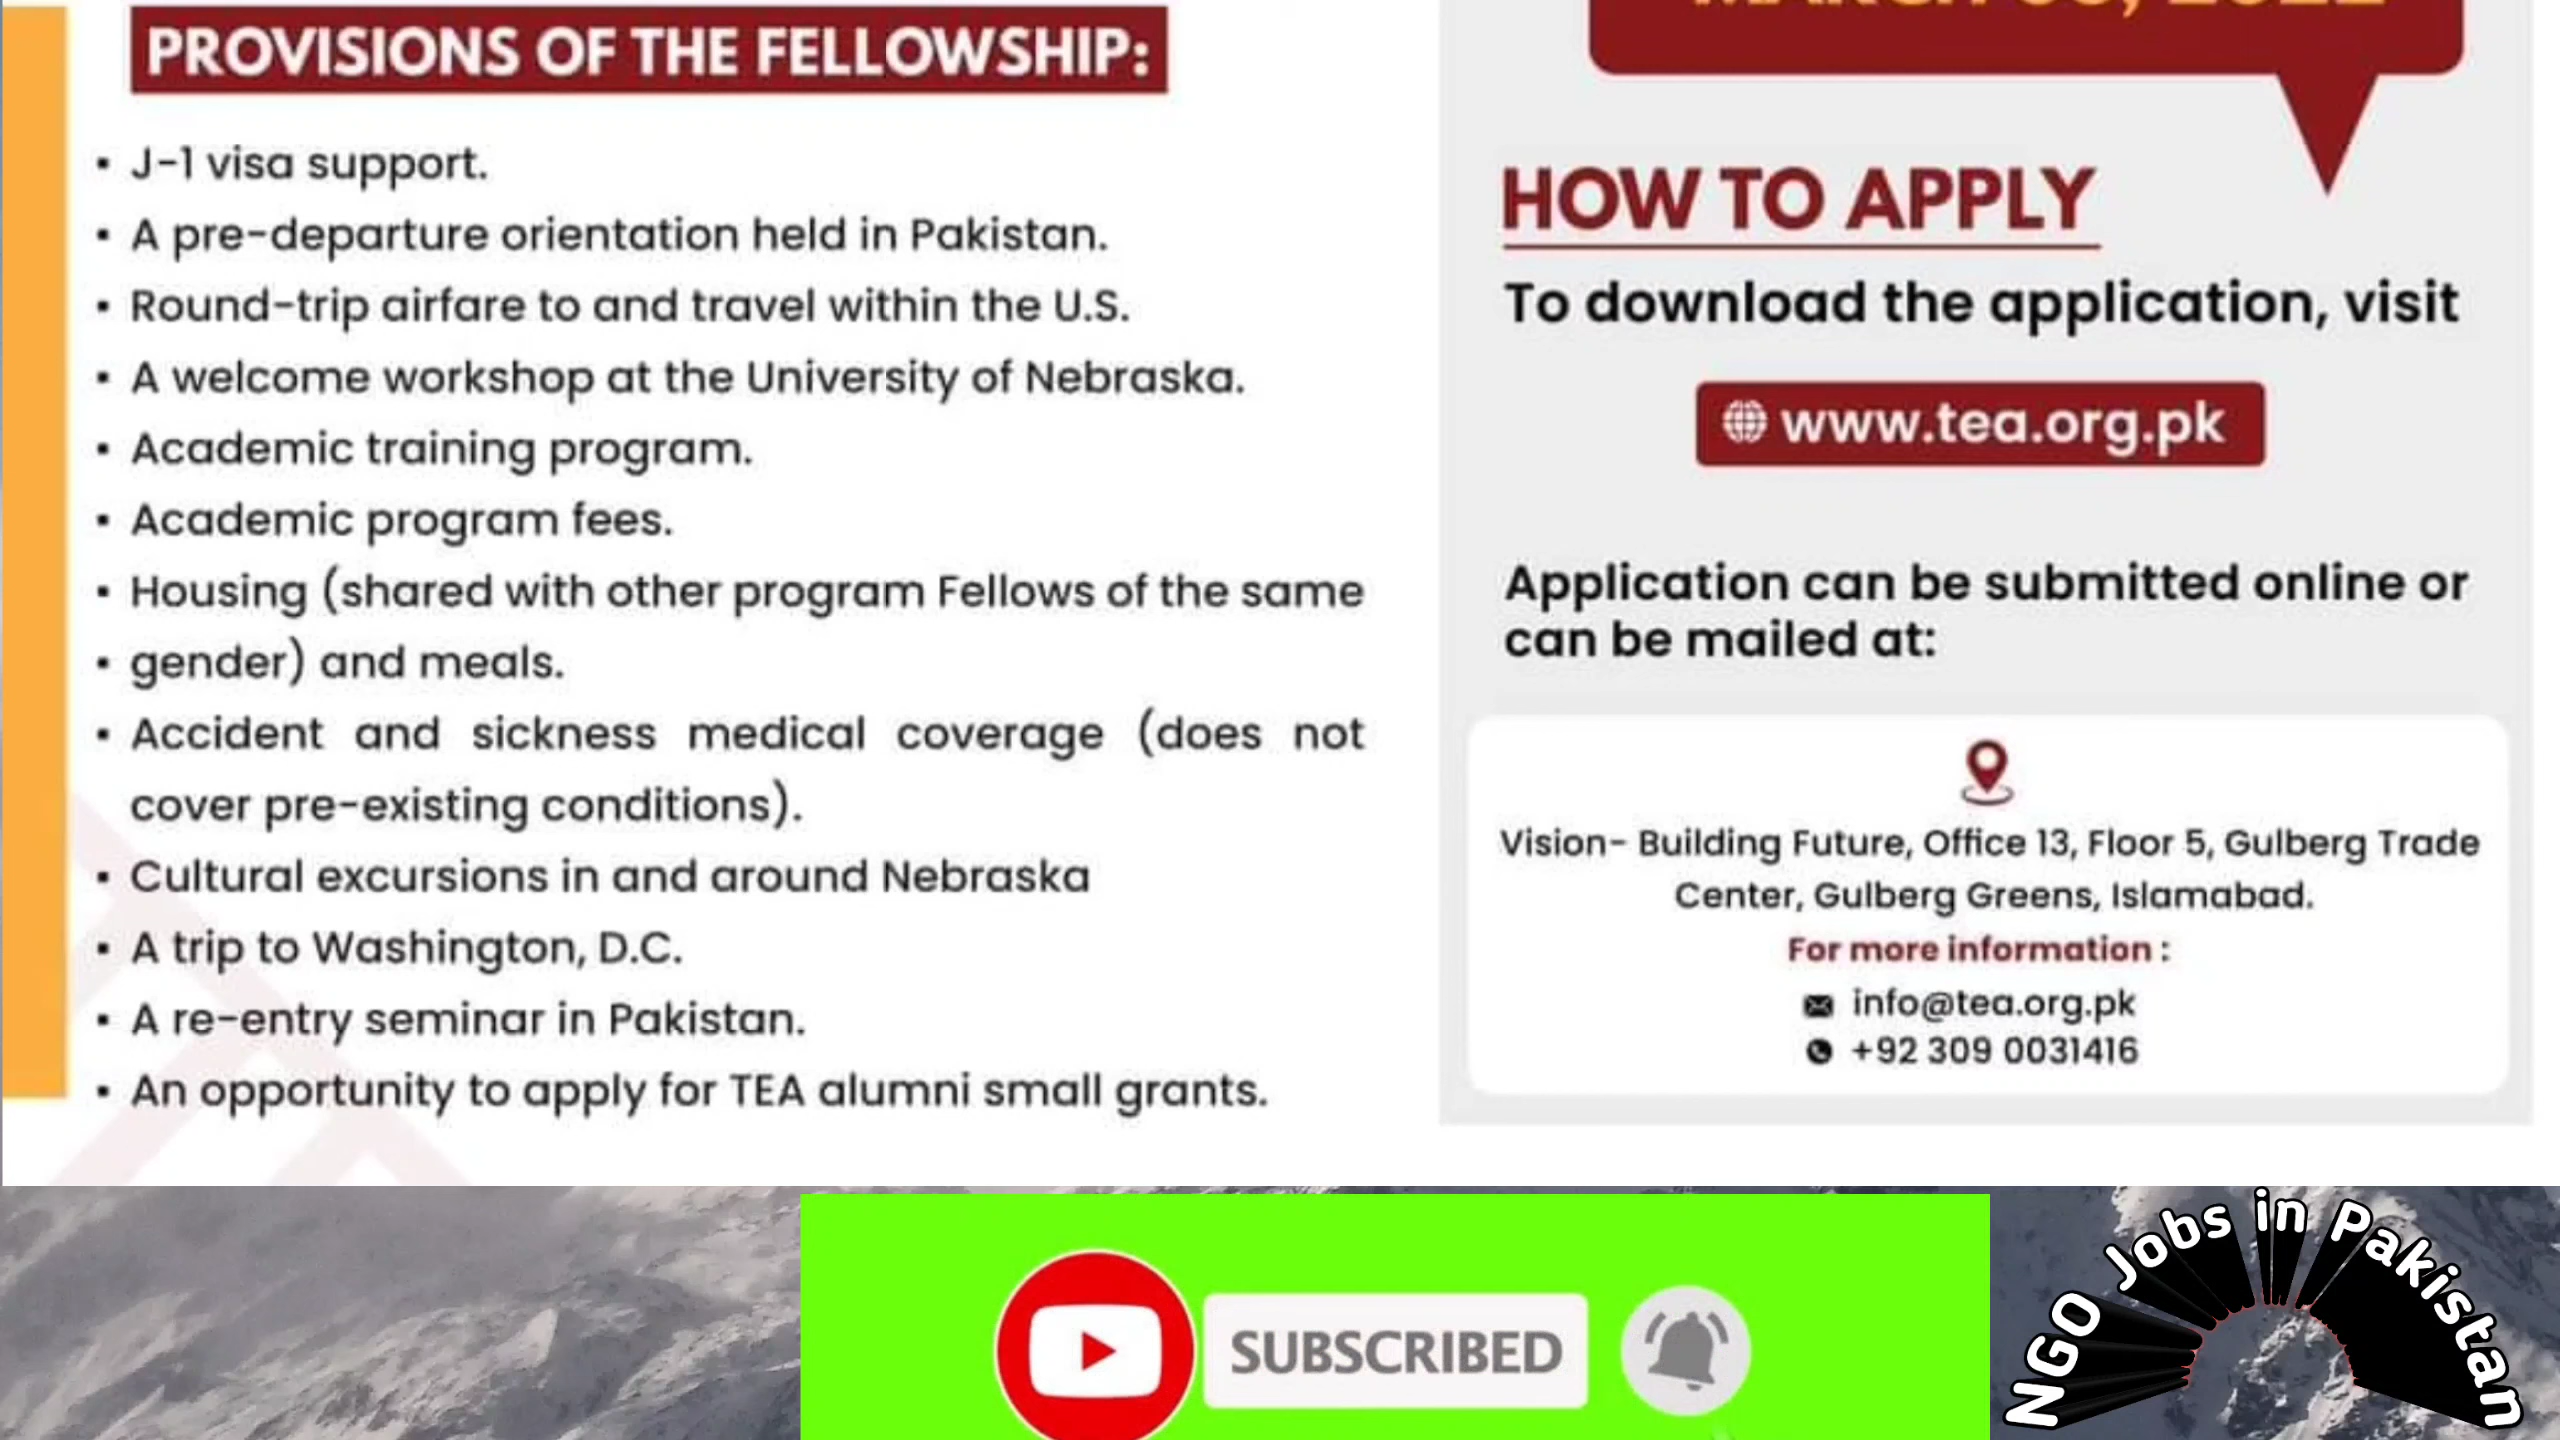 PROVISIONS OF THE FELLOWSHIP:
▪ J-1 visa support.
▪ A pre-departure orientation held in Pakistan.
▪ Round-trip airfare to and travel within the U.S.
▪ A welcome workshop at the University of Nebraska.
▪ Academic training program.
▪ Academic program fees.
▪ Housing (shared with other program Fellows of the same
▪ gender) and meals.
▪ Accident and sickness medical coverage (does not
cover pre-existing conditions).
▪ Cultural excursions in and around Nebraska
▪ A trip to Washington, D.C.
▪ A re-entry seminar in Pakistan.
▪ An opportunity to apply for TEA alumni small grants.
HOW TO APPLY
To download the application, visit
www.tea.org.pk
Application can be submitted online or
can be mailed at:
Vision- Building Future, Office 13, Floor 5, Gulberg Trade
Center, Gulberg Greens, Islamabad.
For more information :
info@tea.org.pk
+92 309 0031416
SUBSCRIBED
NGO Jobs in Pakistan